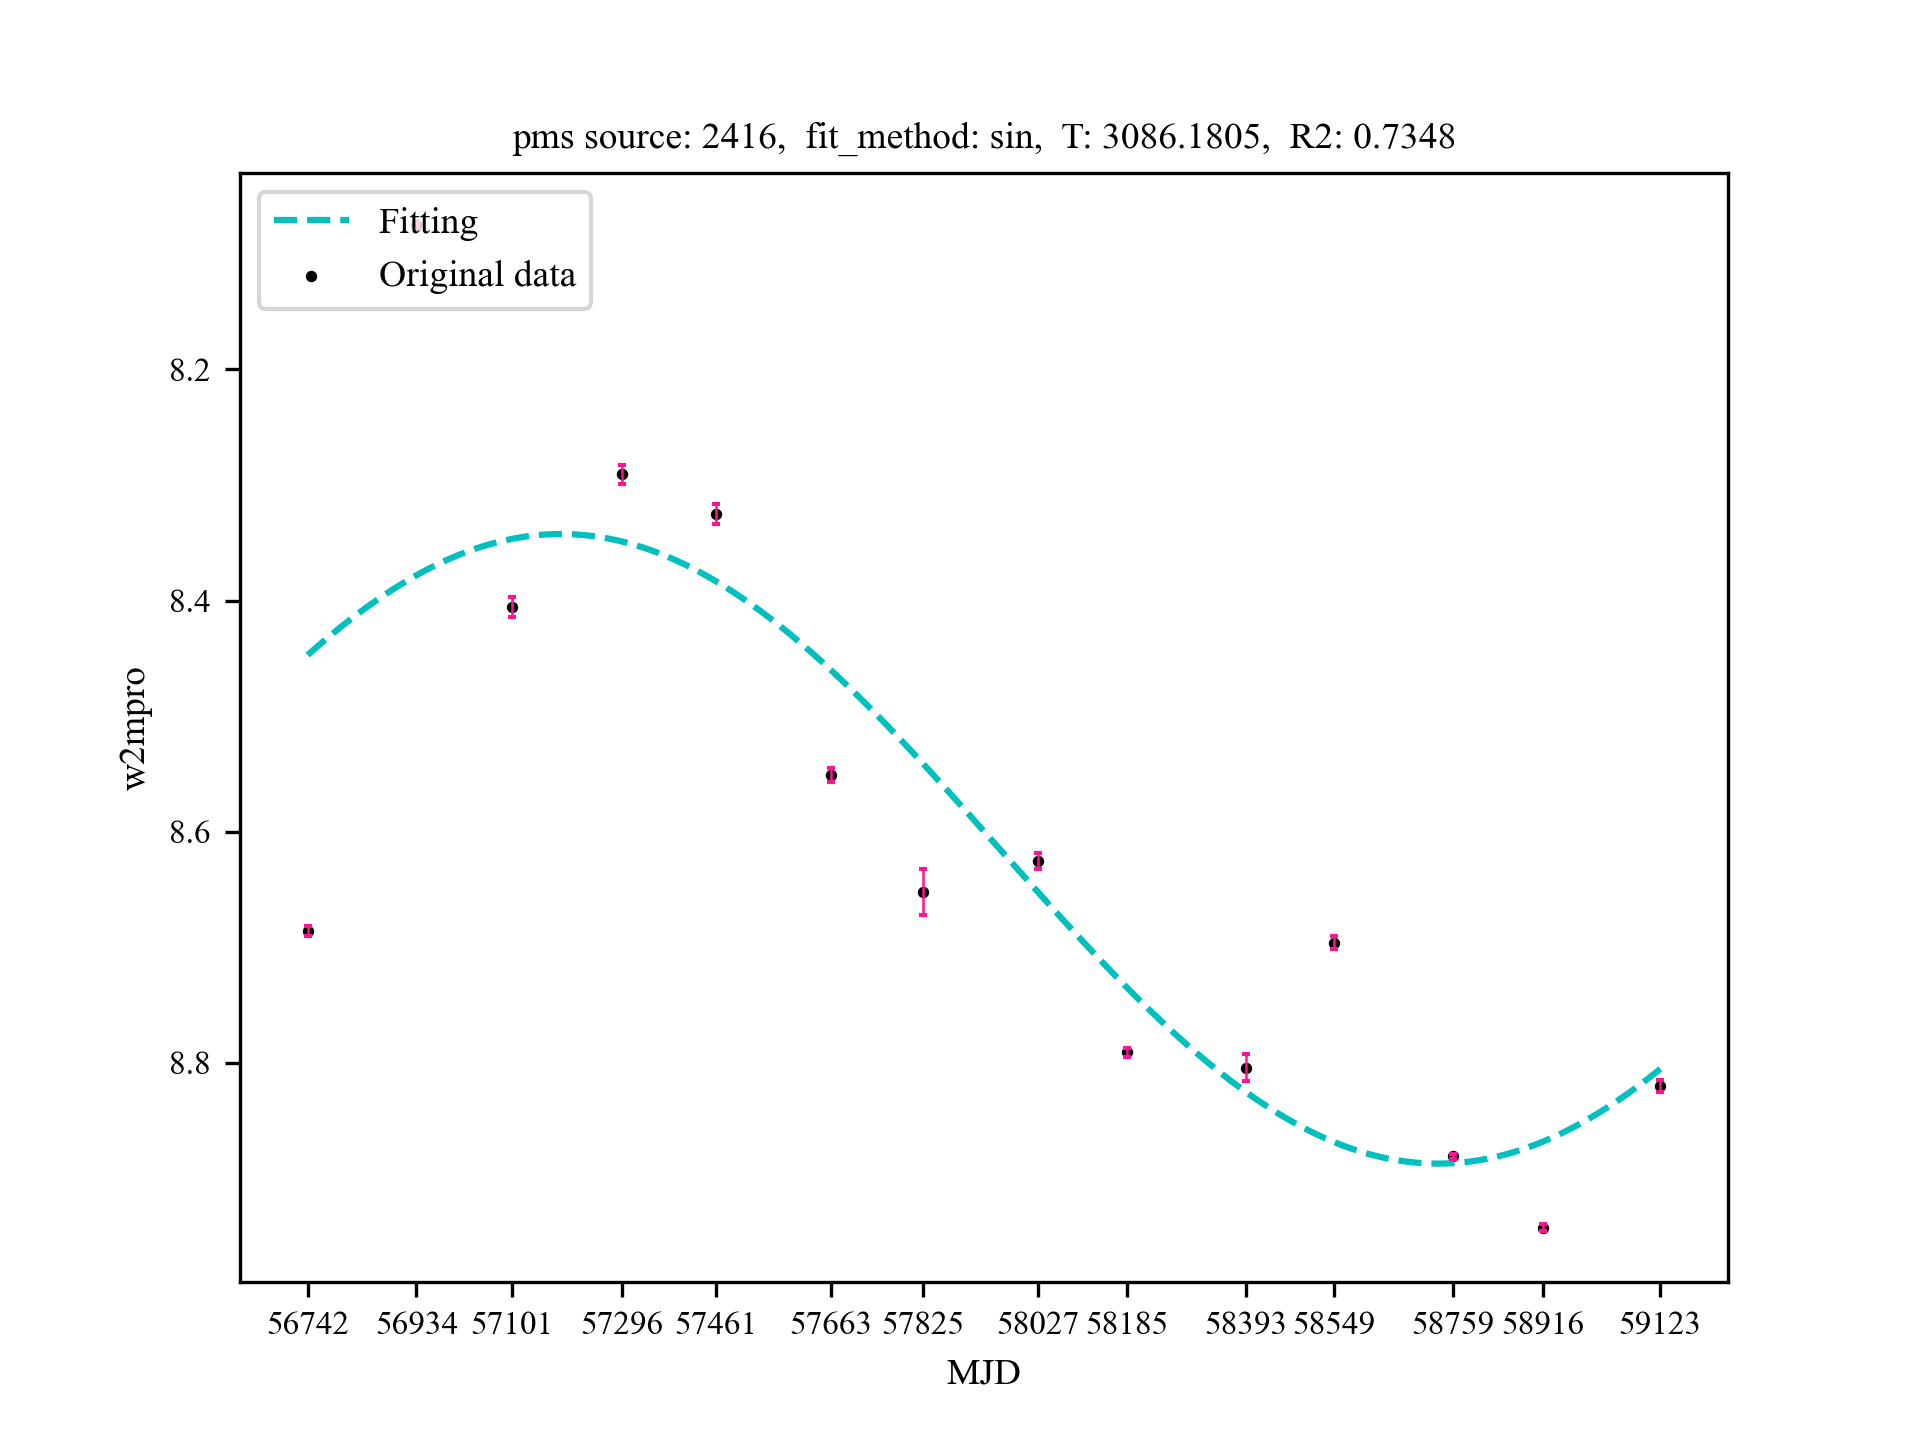 pms source: 2416, fit_method: sin, T: 3086.1805, R2: 0.7348
Fitting
Original data
8.2
8.4
8.6
8.8
w2mpro
56742 56934 57101 57296 57461 57663 57825 58027 58185 58393 58549 58759 58916 59123
MJD